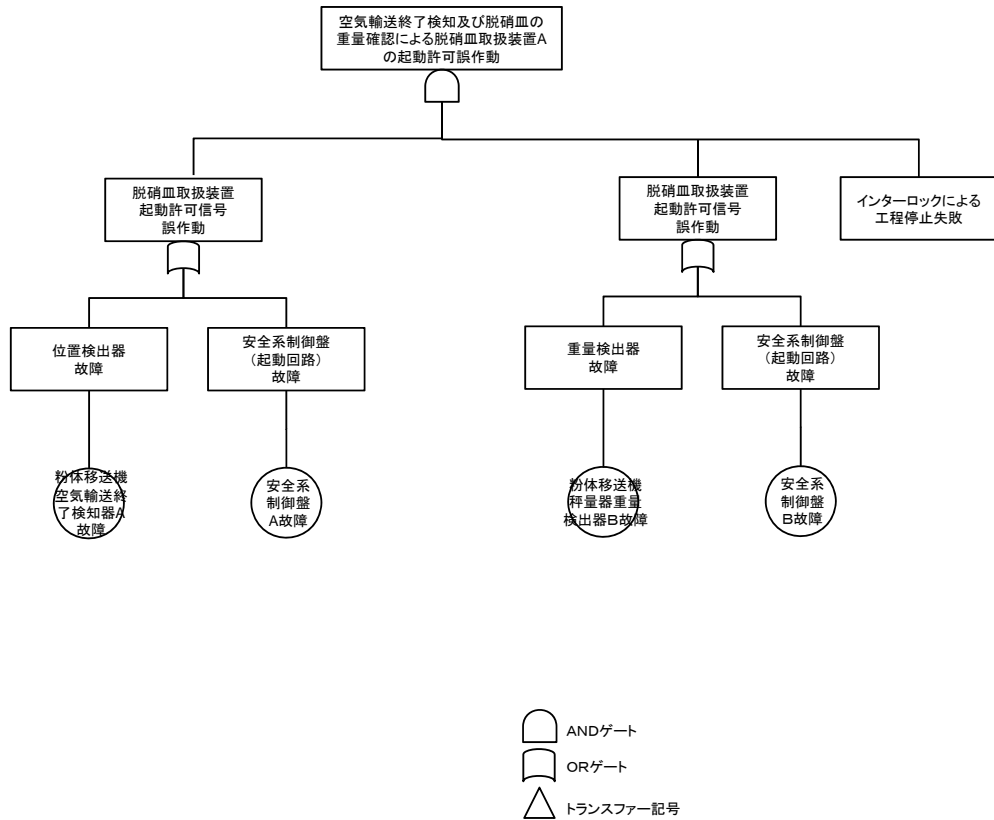 空気輸送終了検知及び脱硝皿の
重量確認による脱硝皿取扱装置A
の起動許可誤作動
脱硝皿取扱装置
起動許可信号
誤作動
脱硝皿取扱装置
起動許可信号
誤作動
インターロックによる
工程停止失敗
位置検出器
故障
安全系制御盤
（起動回路）
故障
重量検出器
故障
安全系制御盤
（起動回路）
故障
粉体移送機
空気輸送終
了検知器A
故障
安全系
制御盤
A故障
粉体移送機
秤量器重量
検出器B故障
安全系
制御盤
B故障
ANDゲート
ORゲート
トランスファー記号